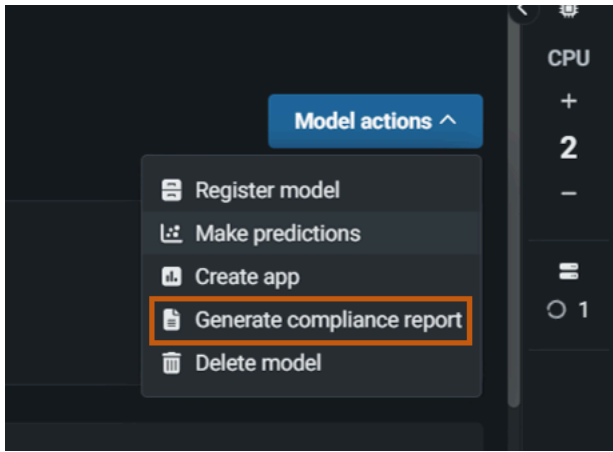 CPU
Model actions
+
2
Register model
−
Make predictions
Create app
1
Generate compliance report
Delete model